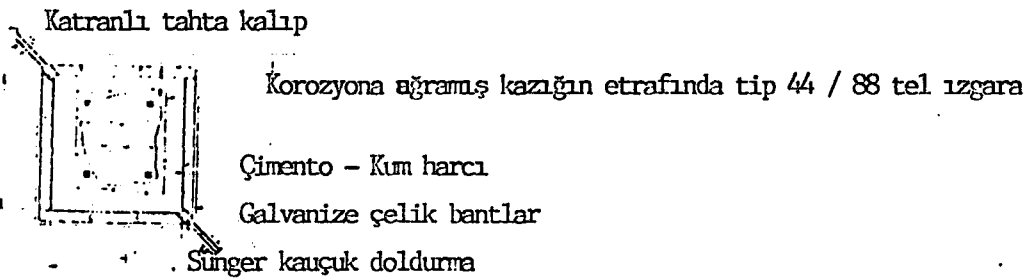 Katranlı tahta kalıp
Korozyona uğramış kazığın etrafında tip 44 / 88 tel ızgara
Çimento - Kum harcı
Galvanize çelik bantlar
Sünger kauçuk doldurma